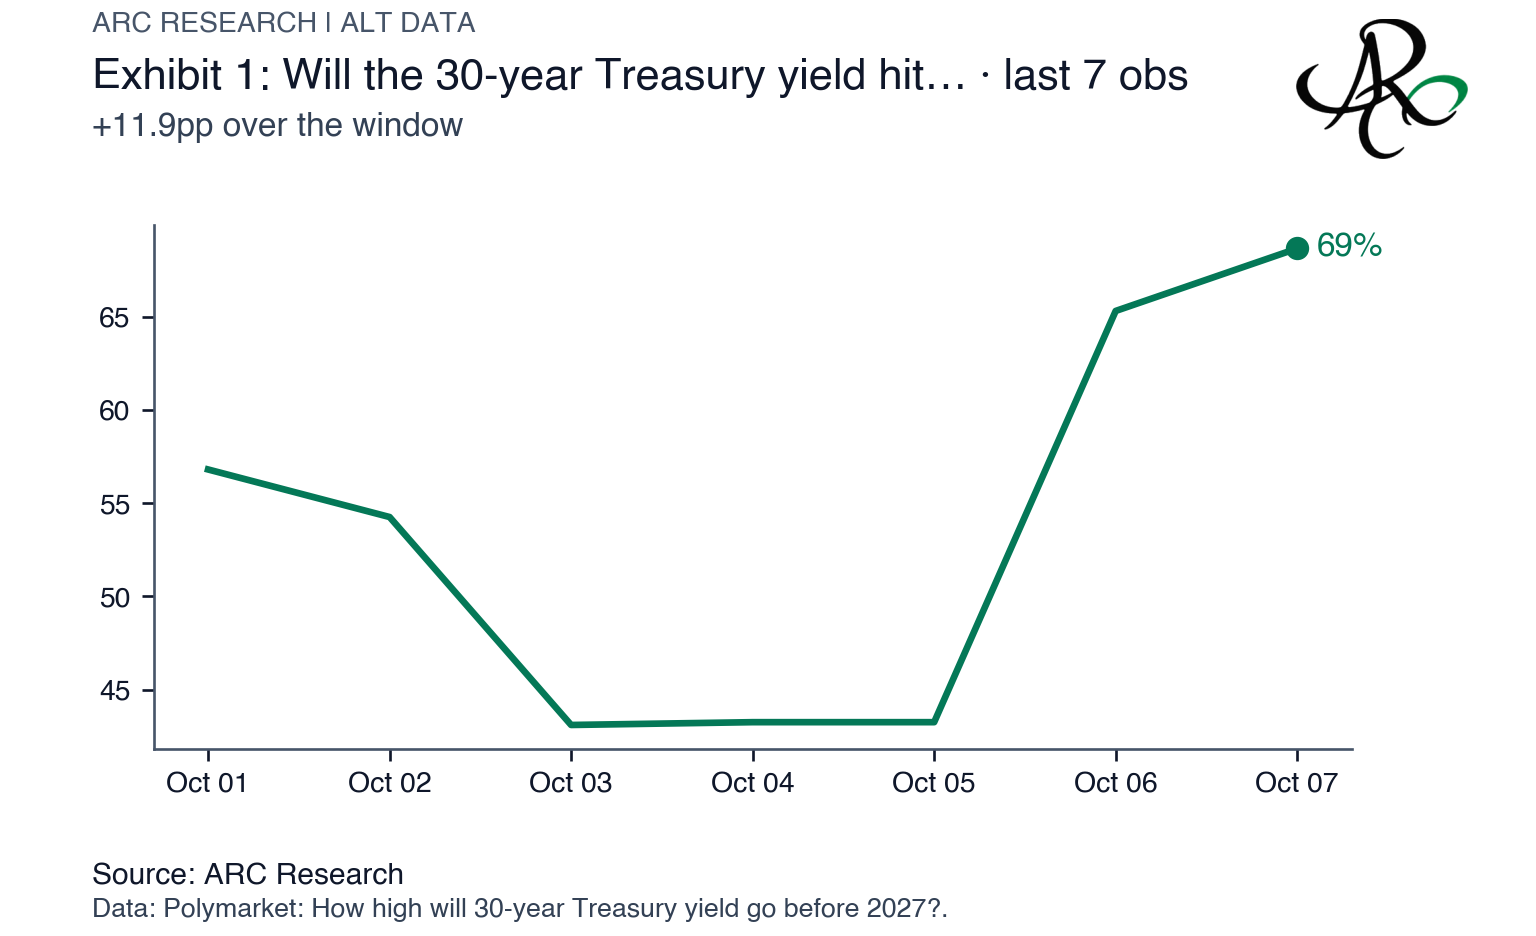 ARC RESEARCH | ALT DATA
Exhibit 1: Will the 30-year Treasury yield hit… · last 7 obs
+11.9pp over the window
ARC
69%
65
60
55
50
45
Oct 01 Oct 02 Oct 03 Oct 04 Oct 05 Oct 06 Oct 07
Source: ARC Research
Data: Polymarket: How high will 30-year Treasury yield go before 2027?.